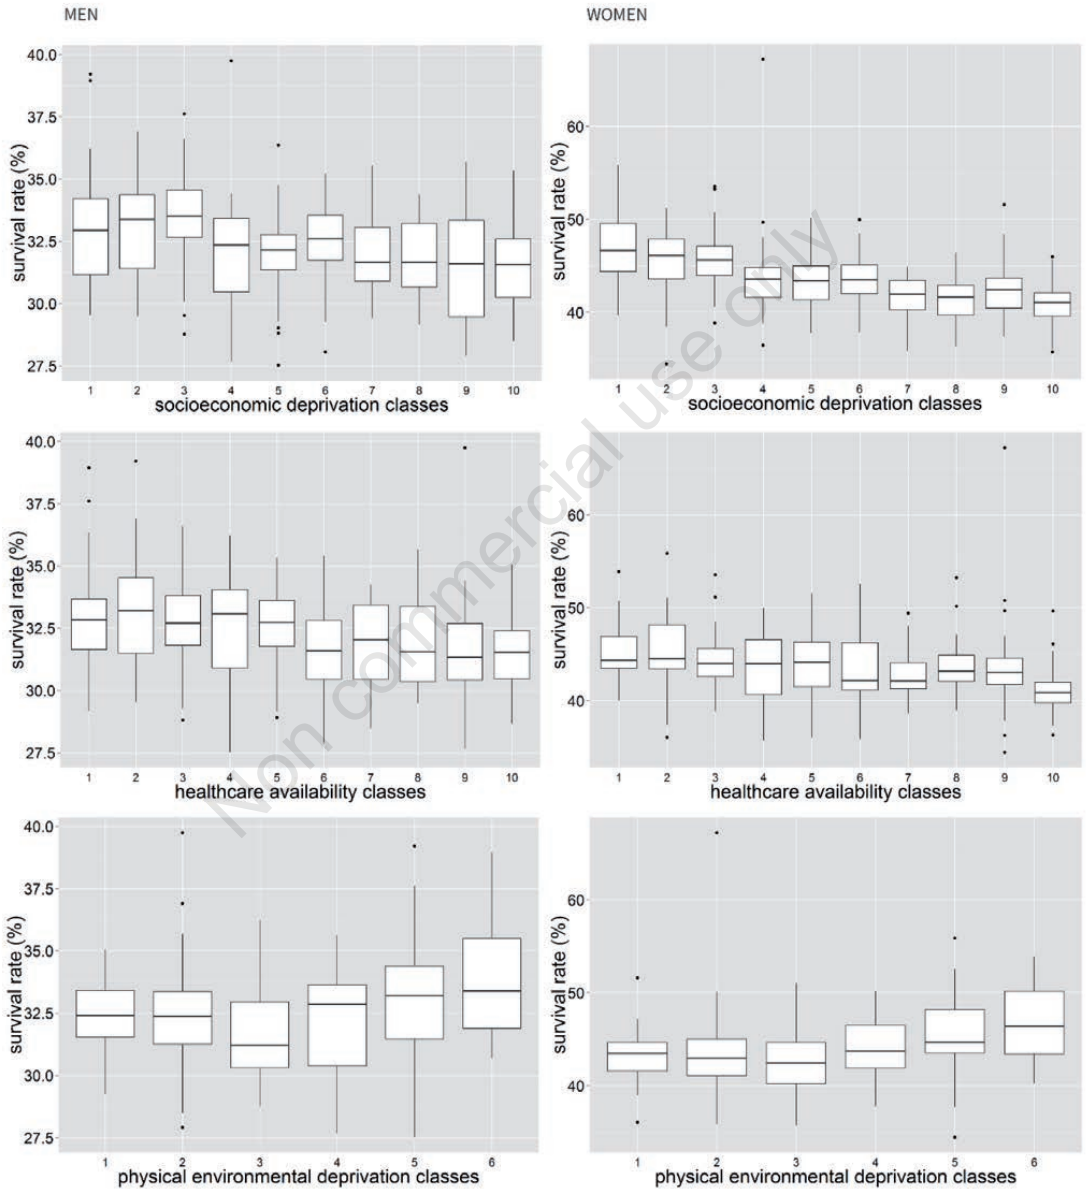 MEN
WOMEN
40.0
37.5
35.0
32.5
30.0
27.5
survival rate (%)
1 2 3 4 5 6 7 8 9 10
socioeconomic deprivation classes
60
50
40
survival rate (%)
1 2 3 4 5 6 7 8 9 10
socioeconomic deprivation classes
40.0
37.5
35.0
32.5
30.0
27.5
survival rate (%)
1 2 3 4 5 6 7 8 9 10
healthcare availability classes
60
50
40
survival rate (%)
1 2 3 4 5 6 7 8 9 10
healthcare availability classes
40.0
37.5
35.0
32.5
30.0
27.5
survival rate (%)
1 2 3 4 5 6
physical environmental deprivation classes
60
50
40
survival rate (%)
1 2 3 4 5 6
physical environmental deprivation classes
Non commercial use only